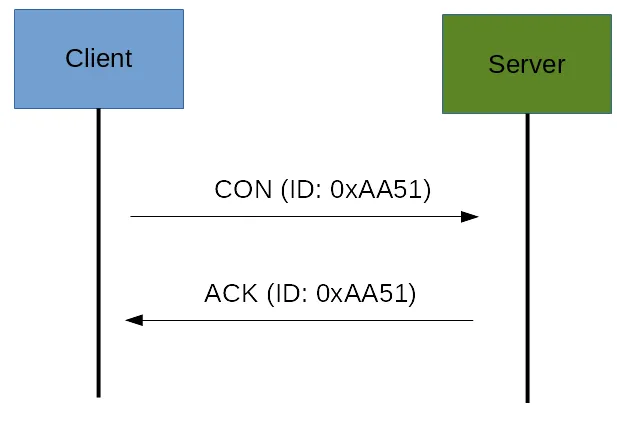 Client
Server
CON (ID: 0xAA51)
ACK (ID: 0xAA51)